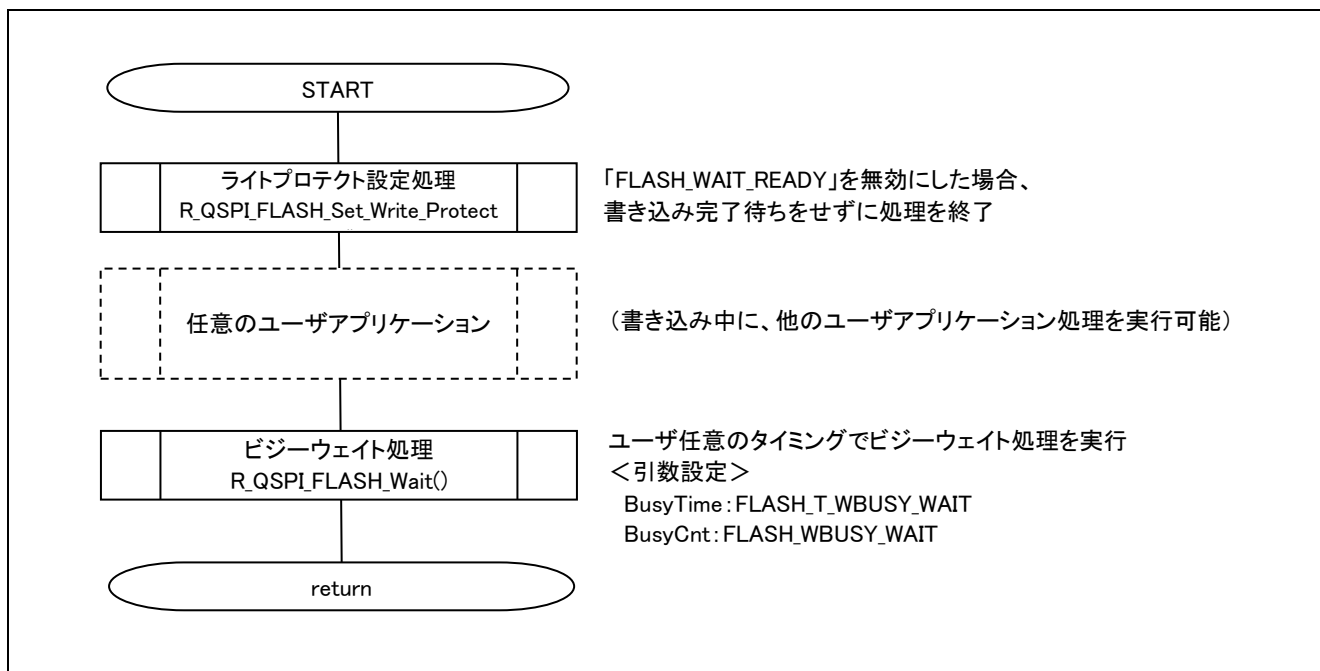 START
ライトプロテクト設定処理
R_QSPI_FLASH_Set_Write_Protect
「FLASH_WAIT_READY」を無効にした場合、
書き込み完了待ちをせずに処理を終了
任意のユーザアプリケーション
（書き込み中に、他のユーザアプリケーション処理を実行可能）
ビジーウェイト処理
R_QSPI_FLASH_Wait()
ユーザ任意のタイミングでビジーウェイト処理を実行
＜引数設定＞
BusyTime：FLASH_T_WBUSY_WAIT
BusyCnt：FLASH_WBUSY_WAIT
return